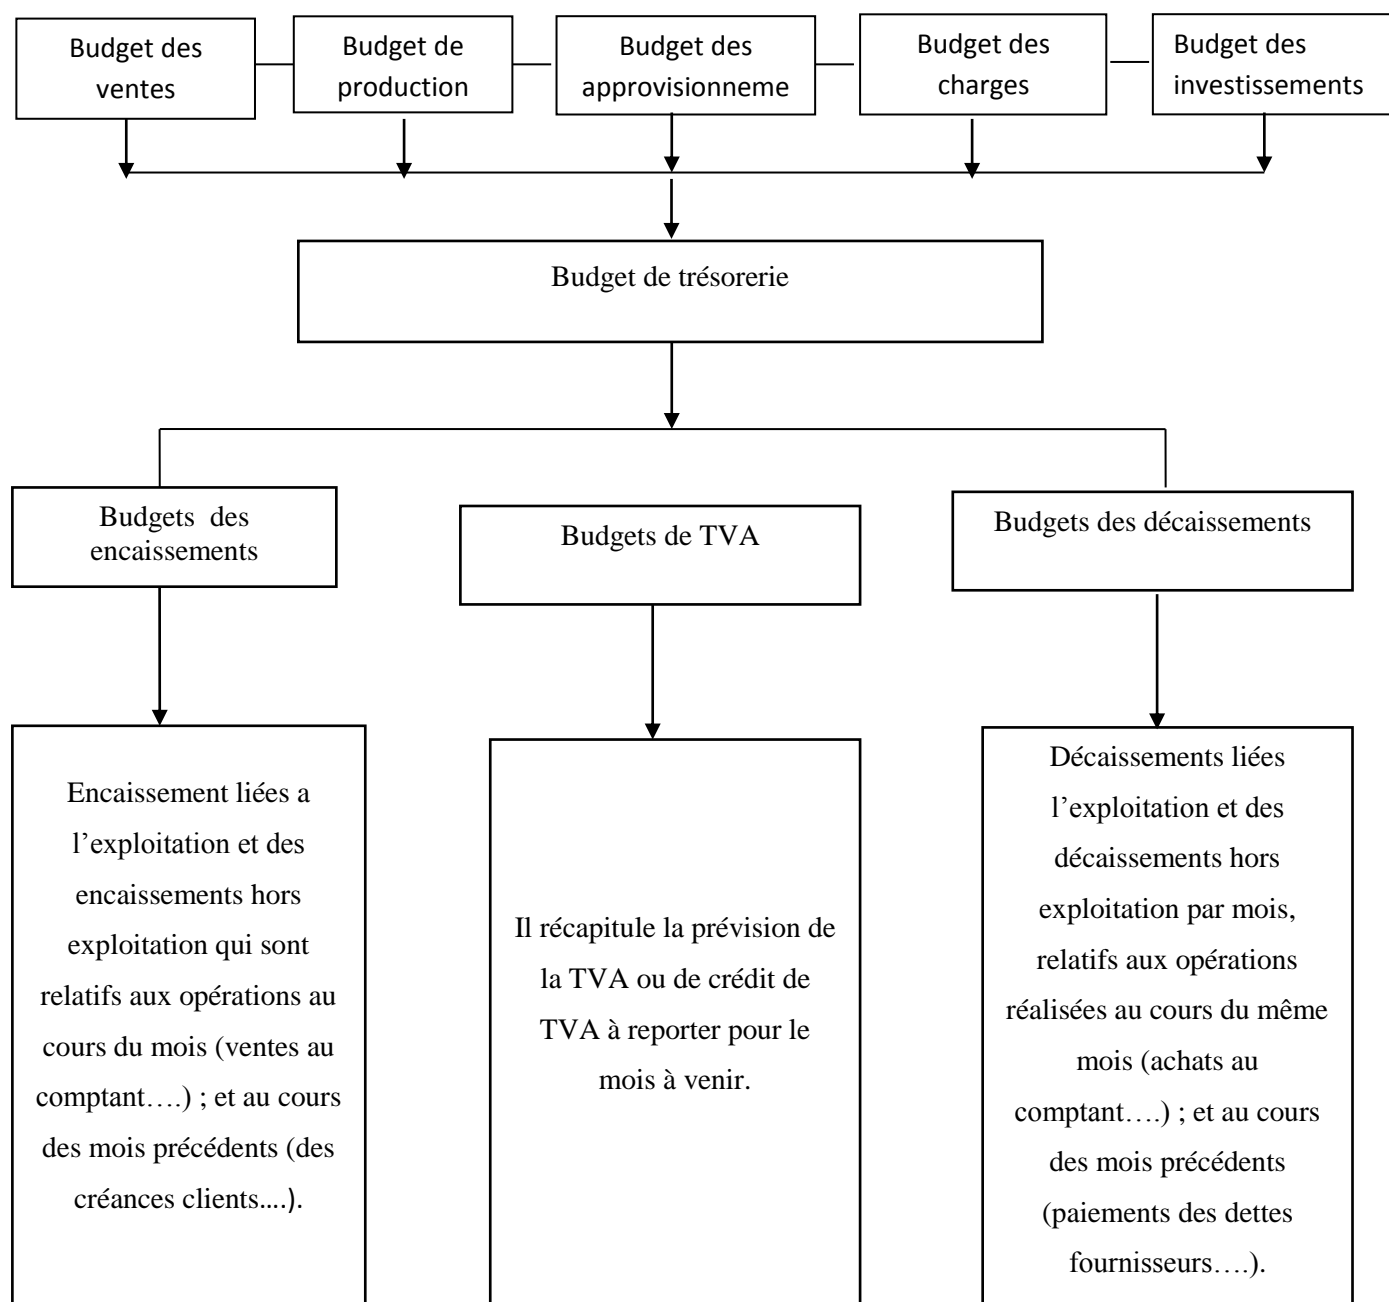 Budget des
ventes
Budget de
production
Budget des
approvisionneme
Budget des
charges
Budget des
investissements
Budget de trésorerie
Budgets  des
encaissements
Budgets de TVA
Budgets des décaissements
Encaissement liées a
l’exploitation et des
encaissements hors
exploitation qui sont
relatifs aux opérations au
cours du mois (ventes au
comptant….) ; et au cours
des mois précédents (des
créances clients….).
Il récapitule la prévision de
la TVA ou de crédit de
TVA à reporter pour le
mois à venir.
Décaissements liées
l’exploitation et des
décaissements hors
exploitation par mois,
relatifs aux opérations
réalisées au cours du même
mois (achats au
comptant….) ; et au cours
des mois précédents
(paiements des dettes
fournisseurs….).